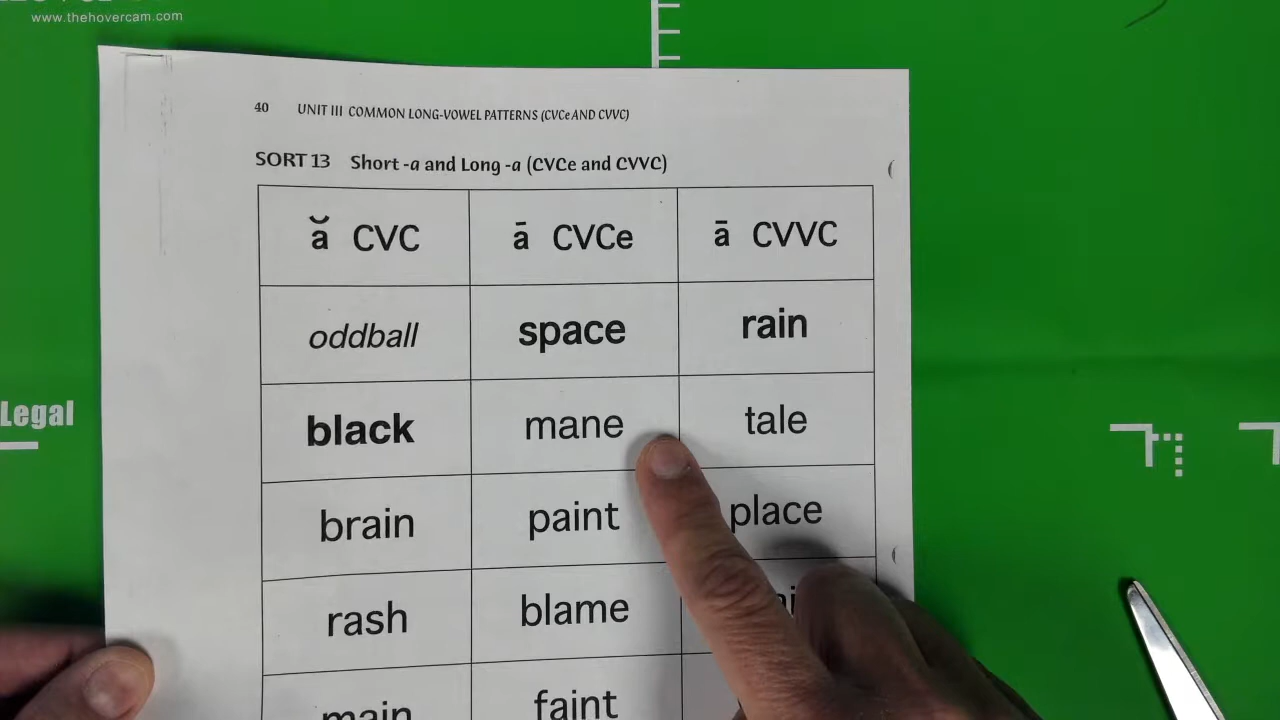 www.thehovercam.com
40 UNIT III COMMON LONG-VOWEL PATTERNS (CVCe AND CVVC)
SORT 13 Short -a and Long -a (CVCe and CVVC)
ă CVC ā CVCe ā CVVC
oddball space rain
black mane tale
brain paint place
rash blame
main faint
Legal